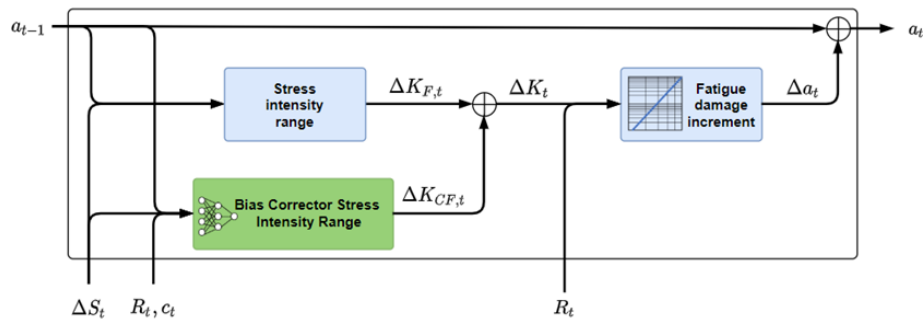 a_{t-1}
a_t
Stress
intensity
range
ΔK_{F,t}
ΔK_t
Fatigue
damage
increment
Δa_t
Bias Corrector Stress
Intensity Range
ΔK_{CF,t}
ΔS_t
R_t, c_t
R_t